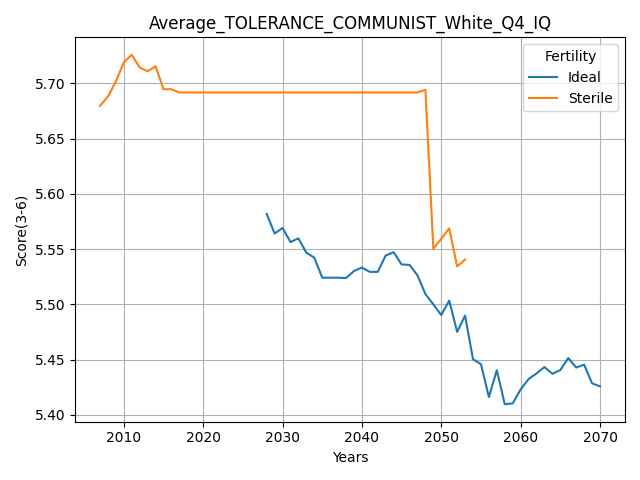 Average_TOLERANCE_COMMUNIST_White_Q4_IQ
Fertility
Ideal
Sterile
Score(3-6)
5.70
5.65
5.60
5.55
5.50
5.45
5.40
2010 2020 2030 2040 2050 2060 2070
Years